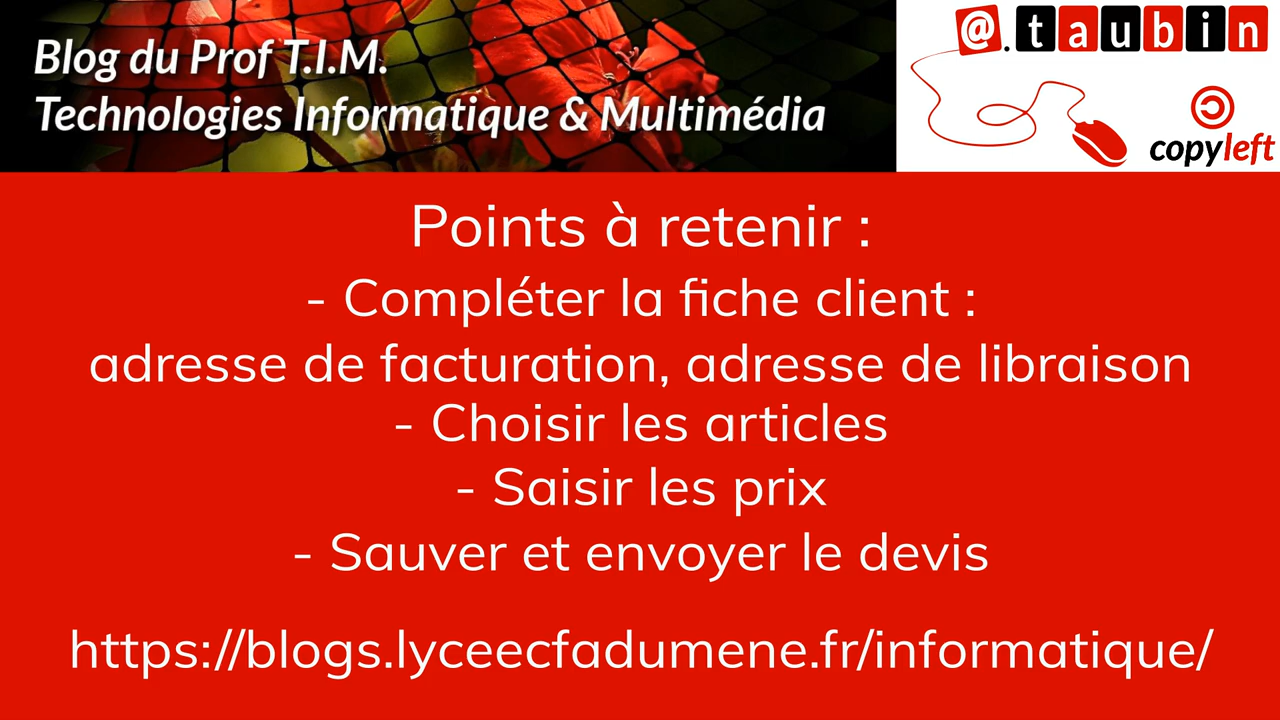 Blog du Prof T.I.M.
Technologies Informatique & Multimédia
@.taubin
copyleft
Points à retenir :
- Compléter la fiche client :
adresse de facturation, adresse de libraison
- Choisir les articles
- Saisir les prix
- Sauver et envoyer le devis
https://blogs.lyceecfadumene.fr/informatique/